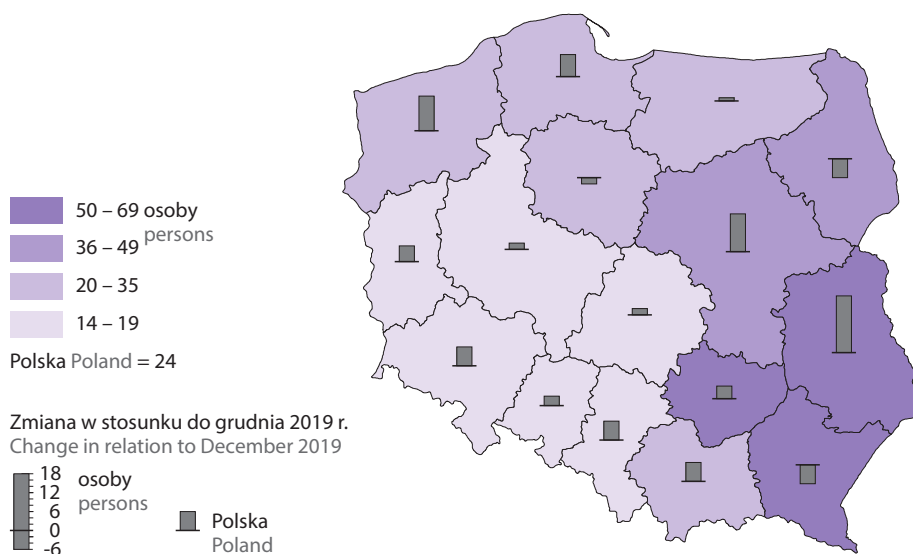 50 – 69 osoby
persons
36 – 49
20 – 35
14 – 19
Polska Poland = 24
Zmiana w stosunku do grudnia 2019 r.
Change in relation to December 2019
18 osoby
12 persons
6
0
-6
Polska
Poland